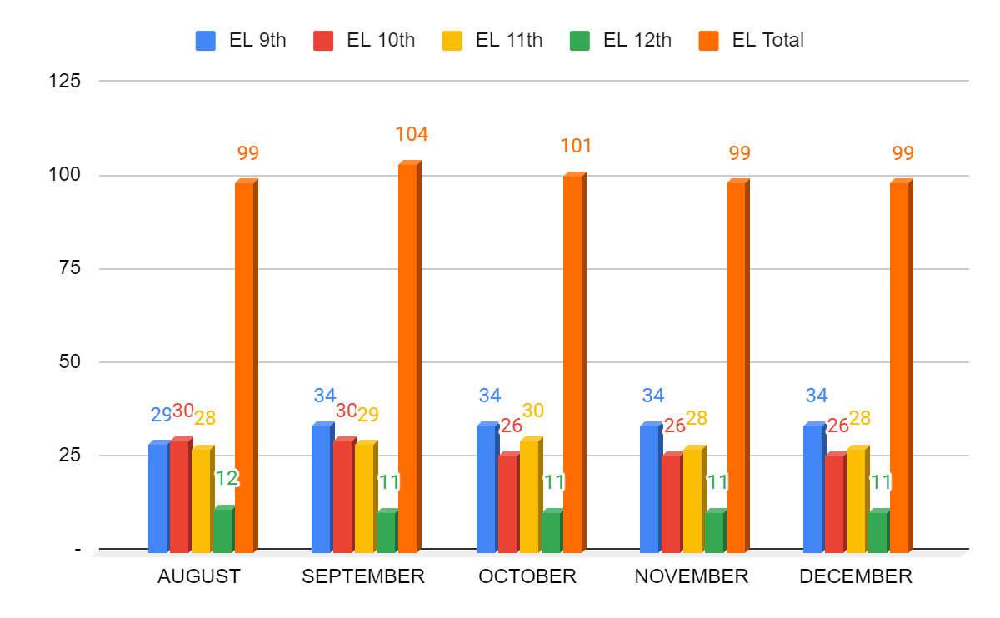 EL 9th EL 10th EL 11th EL 12th EL Total
125
100
75
50
25
-
99
104
101
99
99
29 30 28 12
34 30 29 11
34 26 30 11
34 26 28 11
34 26 28 11
AUGUST SEPTEMBER OCTOBER NOVEMBER DECEMBER